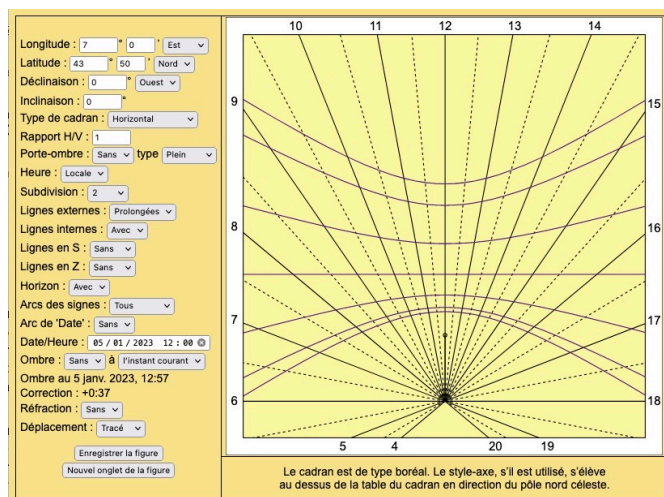 Longitude : 7 ° 0 ' Est
Latitude : 43 ° 50 ' Nord
Déclinaison : 0 ° Ouest
Inclinaison : 0 °
Type de cadran : Horizontal
Rapport H/V : 1
Porte-ombre : Sans type Plein
Heure : Locale
Subdivision : 2
Lignes externes : Prolongées
Lignes internes : Avec
Lignes en S : Sans
Lignes en Z : Sans
Horizon : Avec
Arcs des signes : Tous
Arc de 'Date' : Sans
Date/Heure : 05/01/2023 12:00
Ombre : Sans à l'instant courant
Ombre au 5 janv. 2023, 12:57
Correction : +0:37
Réfraction : Sans
Déplacement : Tracé
Enregistrer la figure
Nouvel onglet de la figure
10 11 12 13 14
9 15
8 16
7 17
6 18
5 4 20 19
Le cadran est de type boréal. Le style-axe, s'il est utilisé, s'élève
au dessus de la table du cadran en direction du pôle nord céleste.